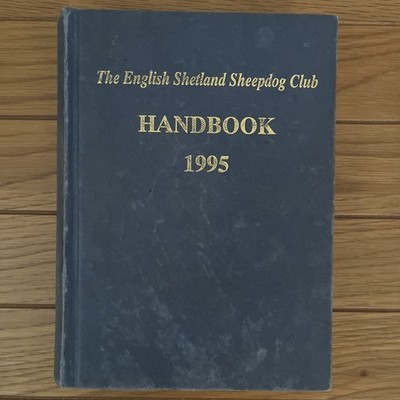 The English Shetland Sheepdog Club
HANDBOOK
1995